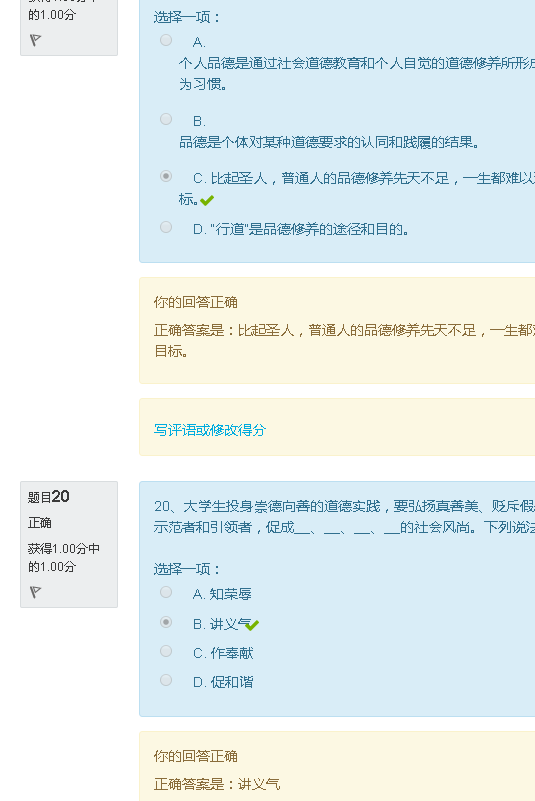 的1.00分
选择一项：
A.
个人品德是通过社会道德教育和个人自觉的道德修养所形
为习惯。
B.
品德是个体对某种道德要求的认同和践履的结果。
C. 比起圣人，普通人的品德修养先天不足，一生都难以
标。
D. “行道”是品德修养的途径和目的。
你的回答正确
正确答案是：比起圣人，普通人的品德修养先天不足，一生都
目标。
写评语或修改得分
题目20
正确
获得1.00分中
的1.00分
20、大学生投身崇德向善的道德实践，要弘扬真善美、贬斥假
示范者和引领者，促成__、__、__、__的社会风尚。下列说
选择一项：
A. 知荣辱
B. 讲义气
C. 作奉献
D. 促和谐
你的回答正确
正确答案是：讲义气